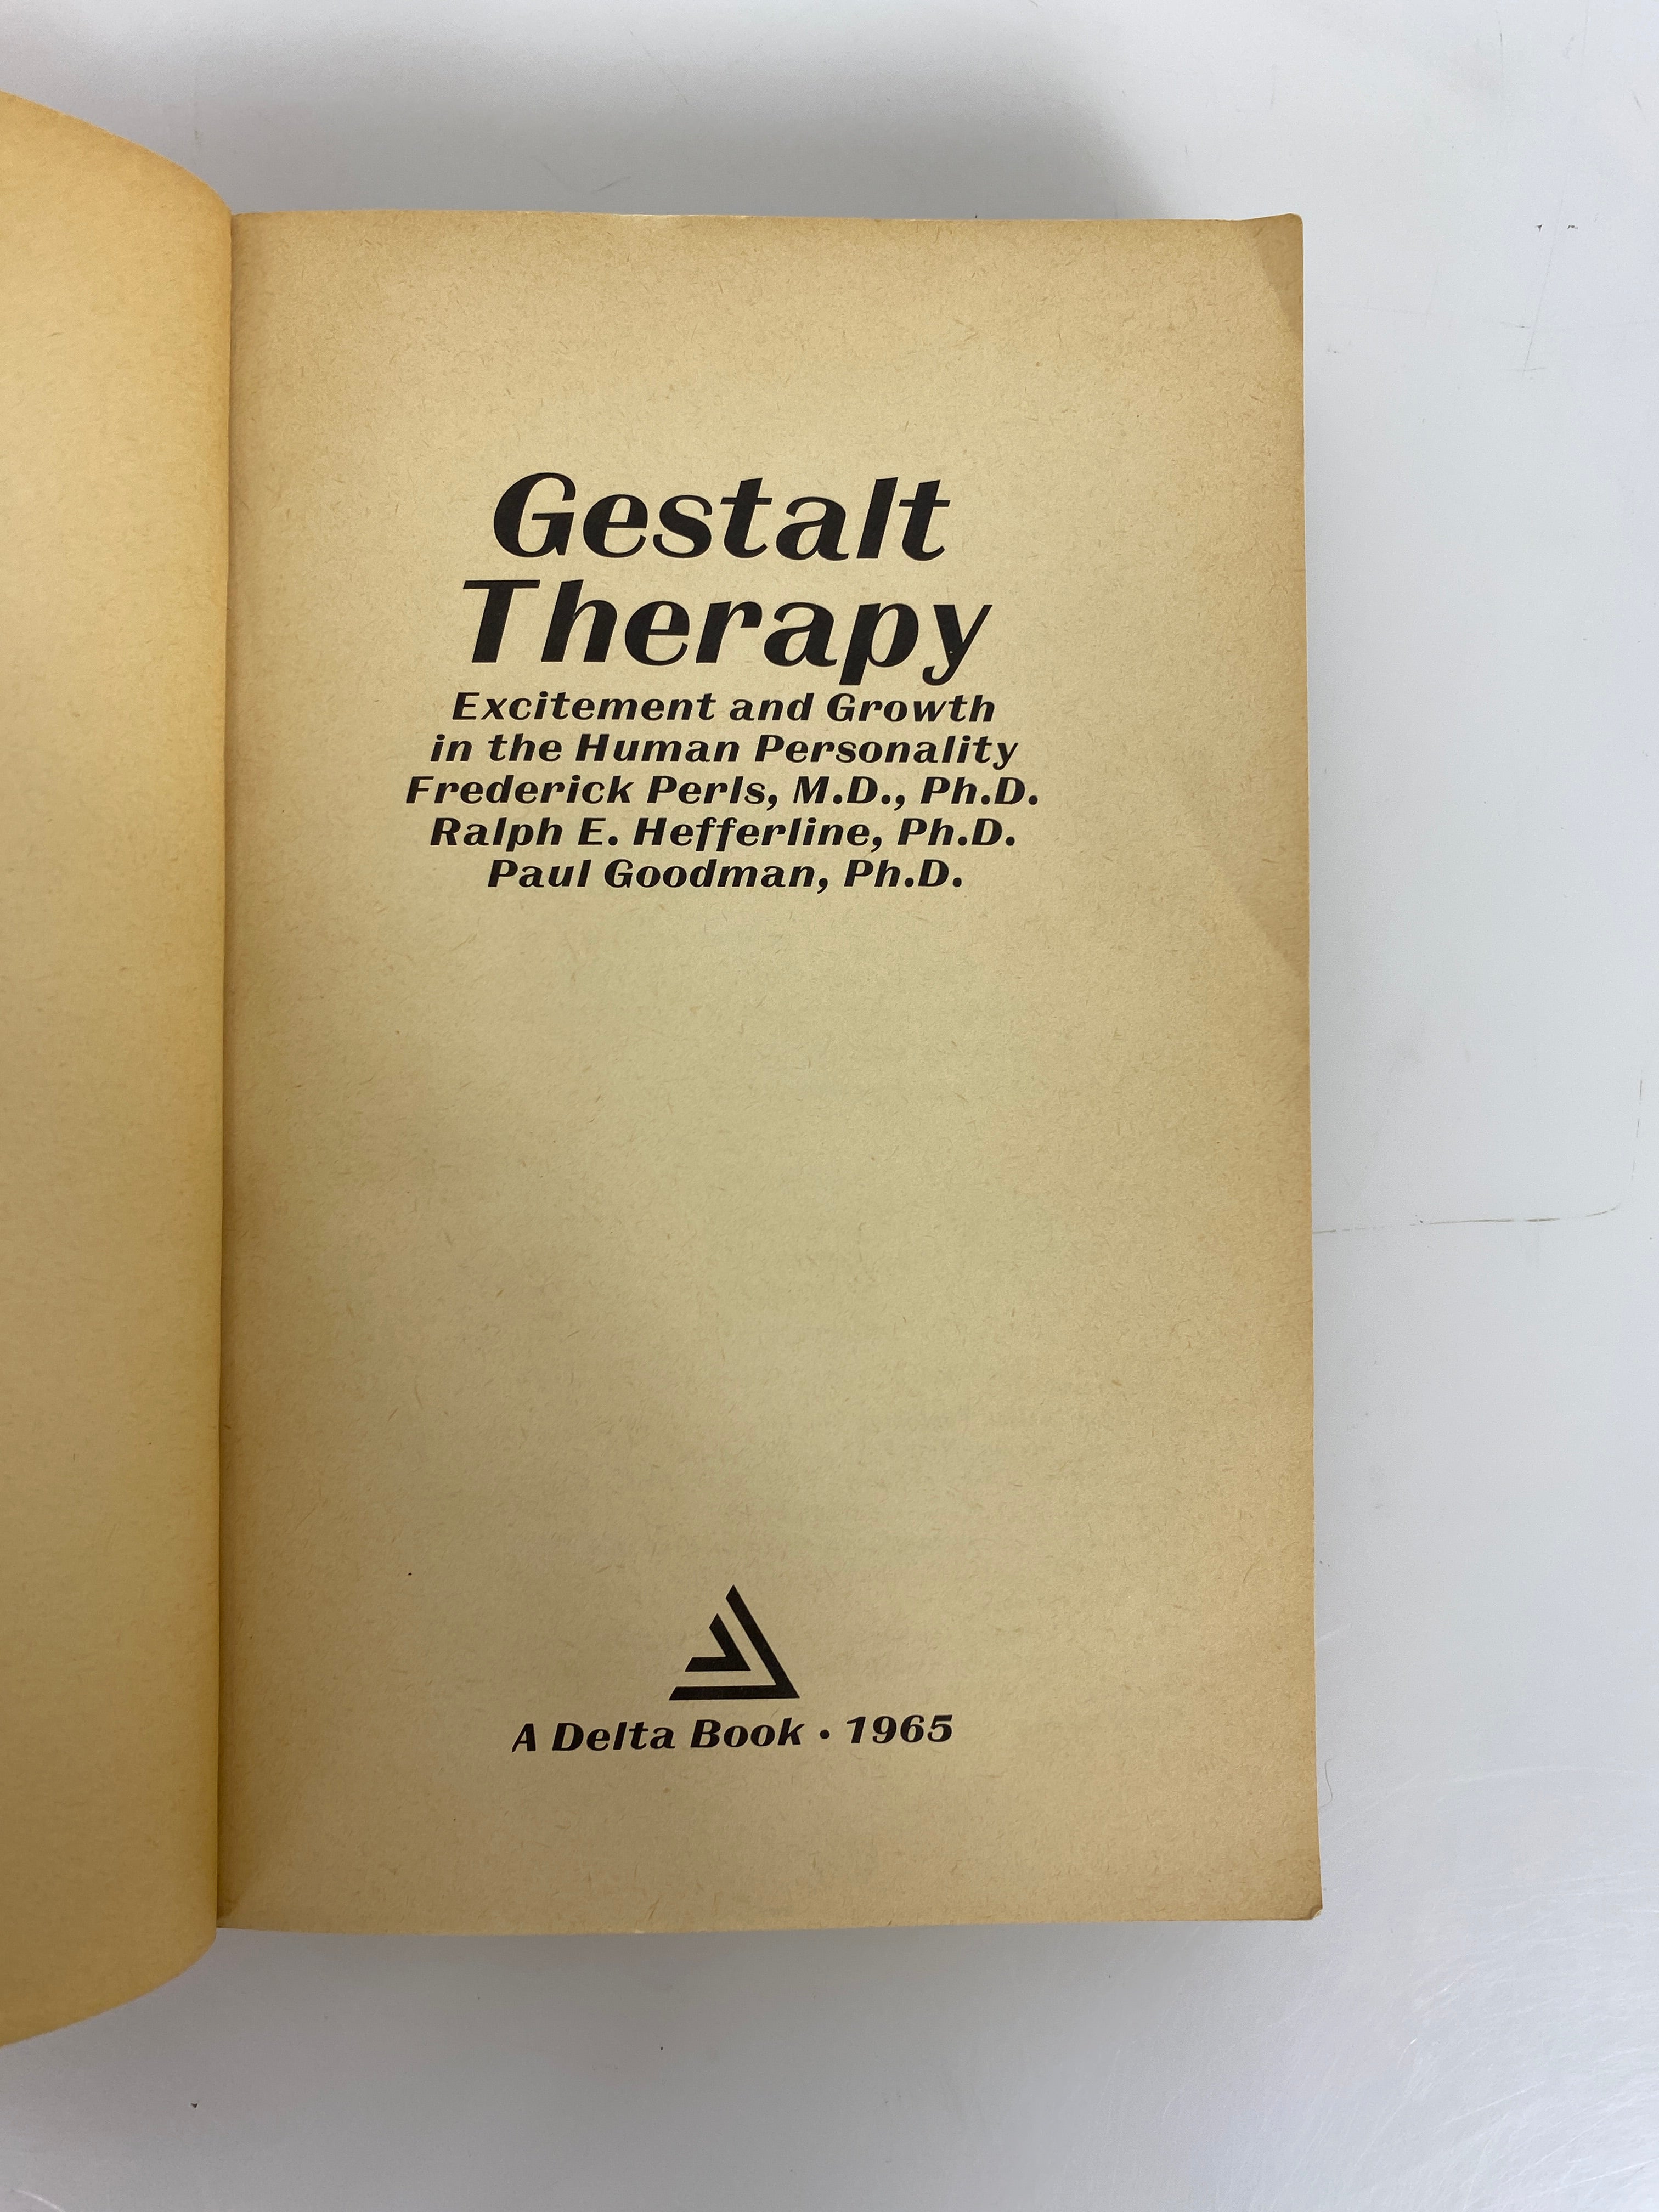 Gestalt
Therapy
Excitement and Growth
in the Human Personality
Frederick Perls, M.D., Ph.D.
Ralph E. Hefferline, Ph.D.
Paul Goodman, Ph.D.
A Delta Book • 1965